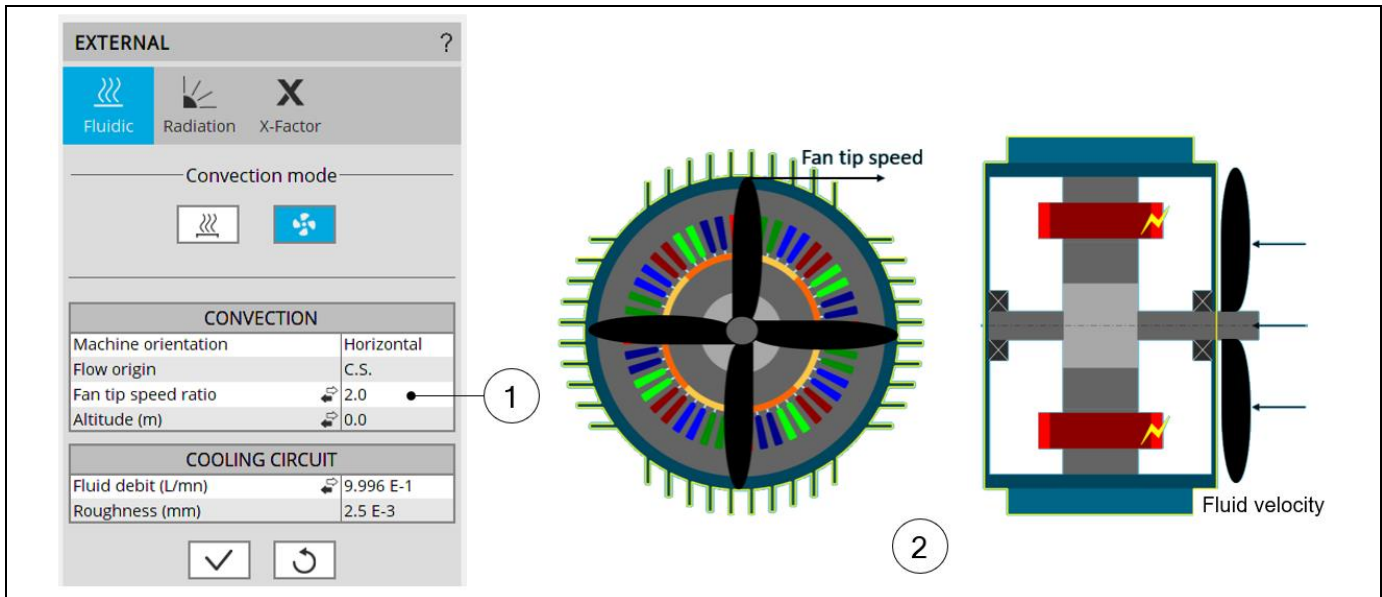 EXTERNAL ?
Fluidic Radiation X-Factor
Convection mode
CONVECTION
Machine orientation Horizontal
Flow origin C.S.
Fan tip speed ratio 2.0
Altitude (m) 0.0
COOLING CIRCUIT
Fluid debit (L/mn) 9.996 E-1
Roughness (mm) 2.5 E-3
1
Fan tip speed
Fluid velocity
2